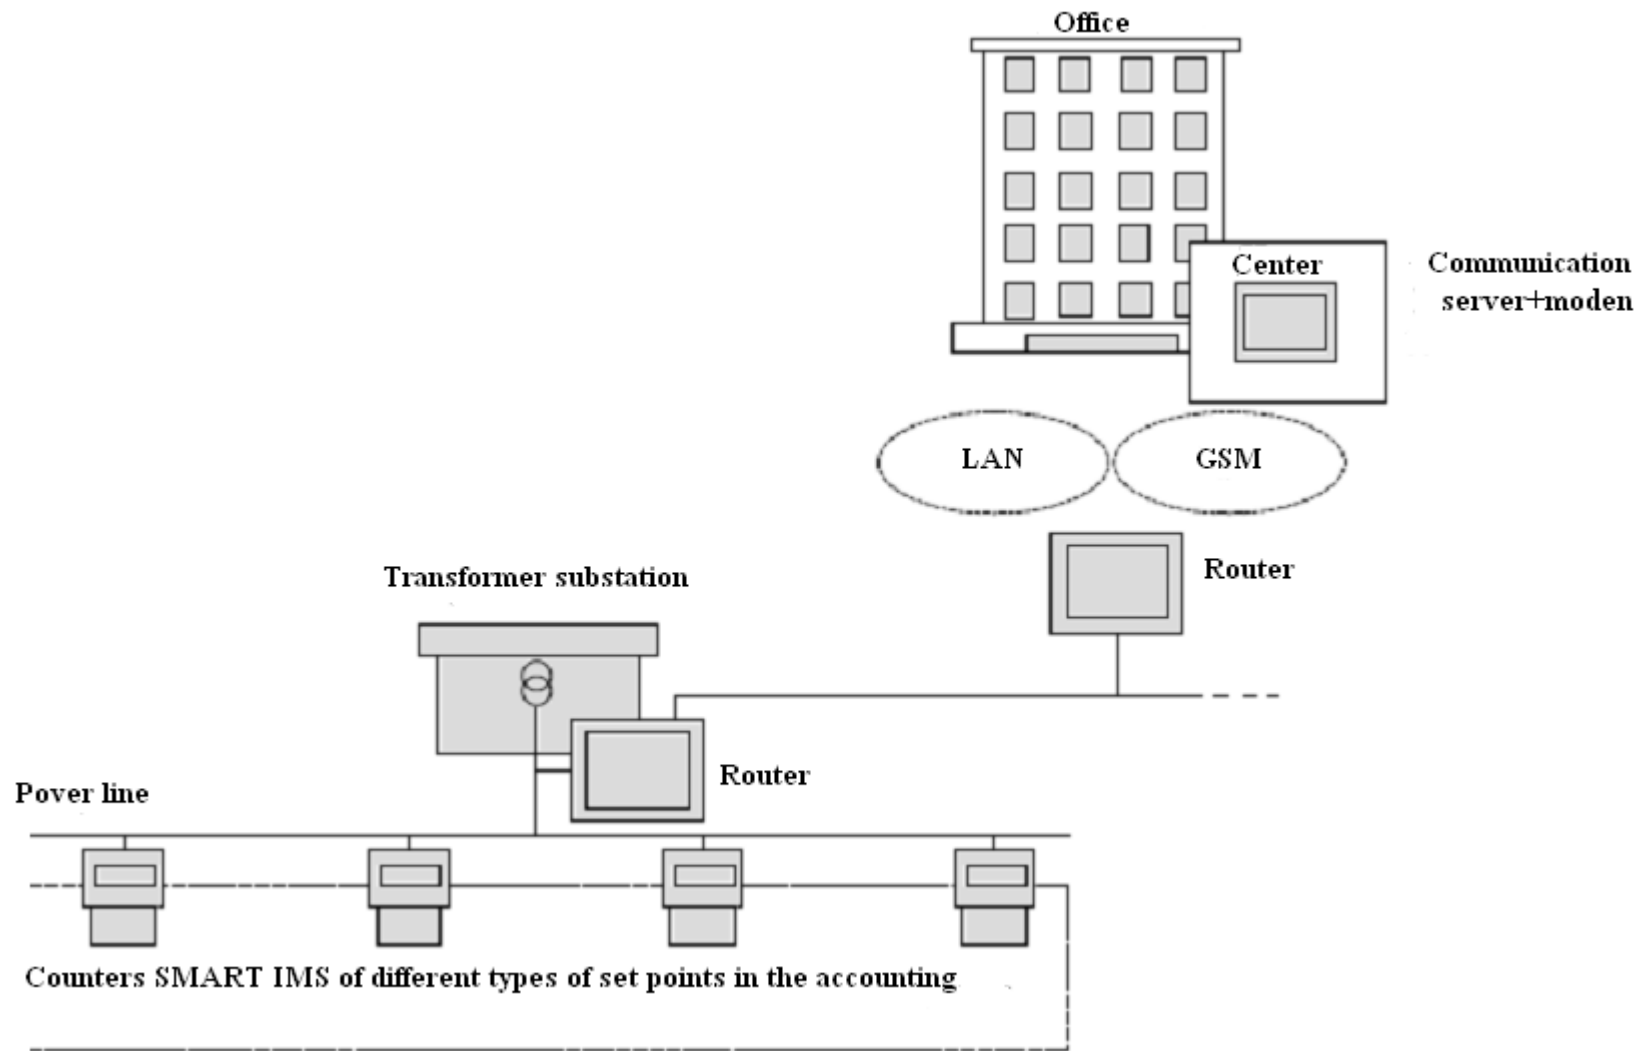 Office
Center
Communication
server+moden
LAN
GSM
Router
Transformer substation
Router
Pover line
Counters SMART IMS of different types of set points in the accounting